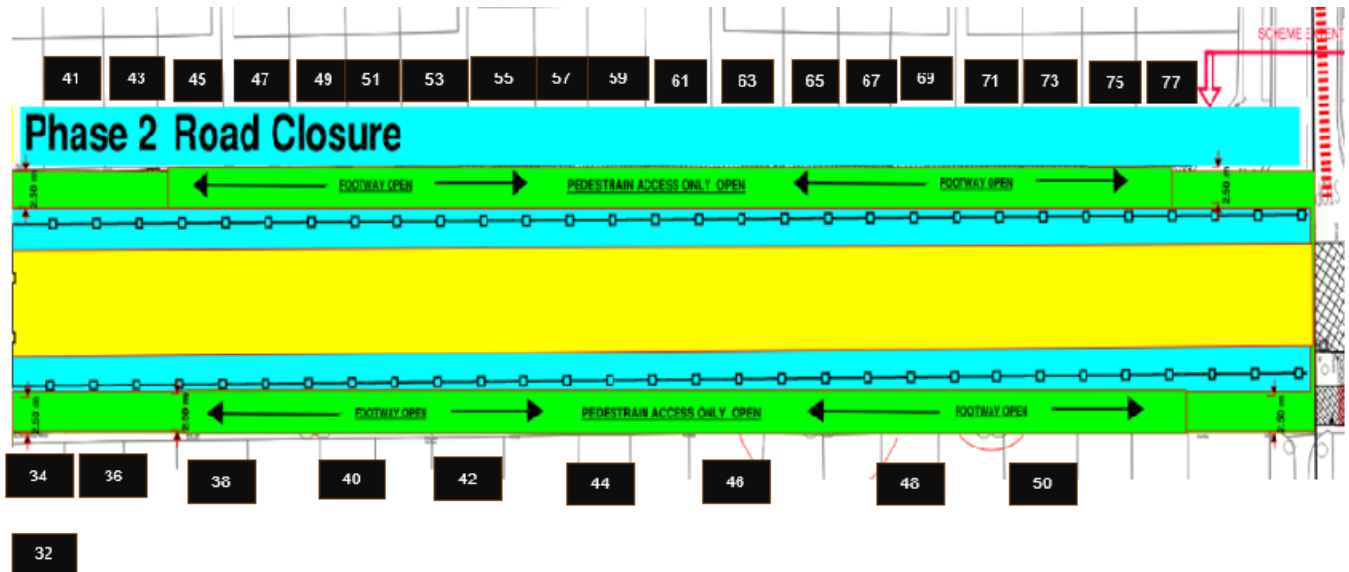 SCHEME EXTENT
41 43 45 47 49 51 53 55 57 59 61 63 65 67 69 71 73 75 77
Phase 2 Road Closure
2.50 m FOOTWAY OPEN PEDESTRAIN ACCESS ONLY OPEN FOOTWAY OPEN 2.50 m
2.50 m 2.50 m FOOTWAY OPEN PEDESTRAIN ACCESS ONLY OPEN FOOTWAY OPEN 2.50 m
34 36 38 40 42 44 46 48 50
32